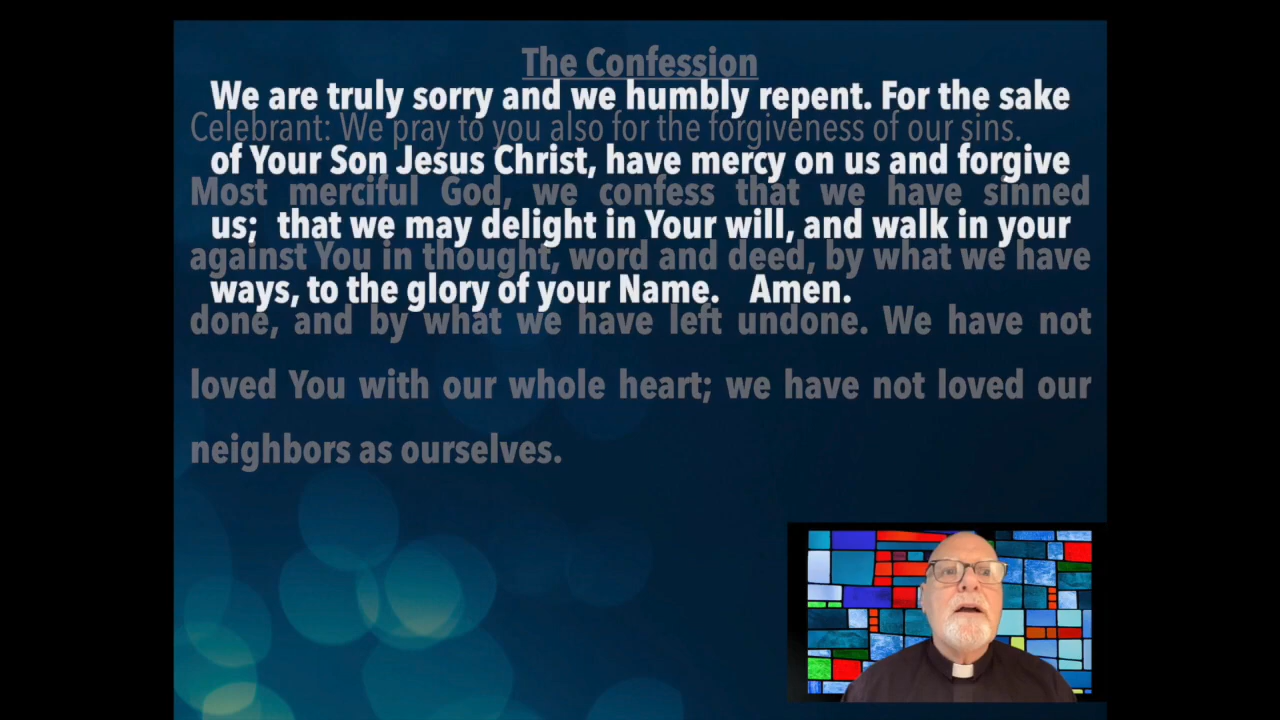 The Confession
We are truly sorry and we humbly repent. For the sake
Celebrant: We pray to you also for the forgiveness of our sins.
of Your Son Jesus Christ, have mercy on us and forgive
Most merciful God, we confess that we have sinned
us;  that we may delight in Your will, and walk in your
against You in thought, word and deed, by what we have
ways, to the glory of your Name.   Amen.
done, and by what we have left undone. We have not
loved You with our whole heart; we have not loved our
neighbors as ourselves.